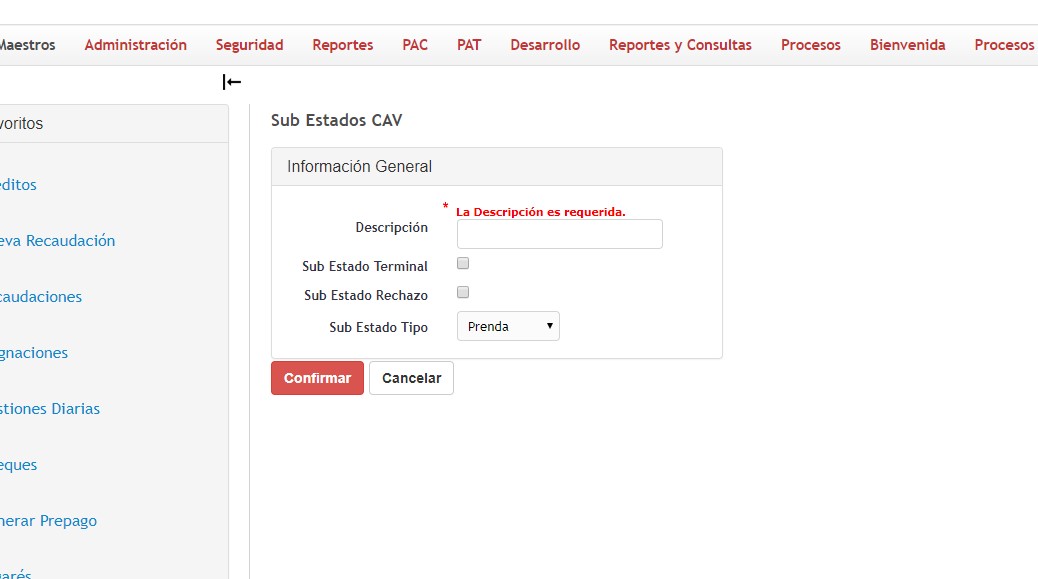 Maestros Administración Seguridad Reportes PAC PAT Desarrollo Reportes y Consultas Procesos Bienvenida Procesos
voritos
editos
eva Recaudación
caudaciones
gnaciones
stiones Diarias
eques
nerar Prepago
garés
Sub Estados CAV
Información General
* La Descripción es requerida.
Descripción
Sub Estado Terminal
Sub Estado Rechazo
Sub Estado Tipo Prenda
Confirmar Cancelar